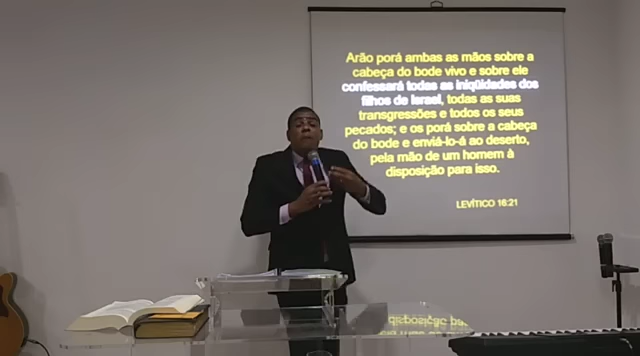 Arão porá ambas as mãos sobre a
cabeça do bode vivo e sobre ele
confessará todas as iniqüidades dos
filhos de Israel, todas as suas
transgressões e todos os seus
pecados; e os porá sobre a cabeça
do bode e enviá-lo-á ao deserto,
pela mão de um homem à
disposição para isso.
LEVÍTICO 16:21